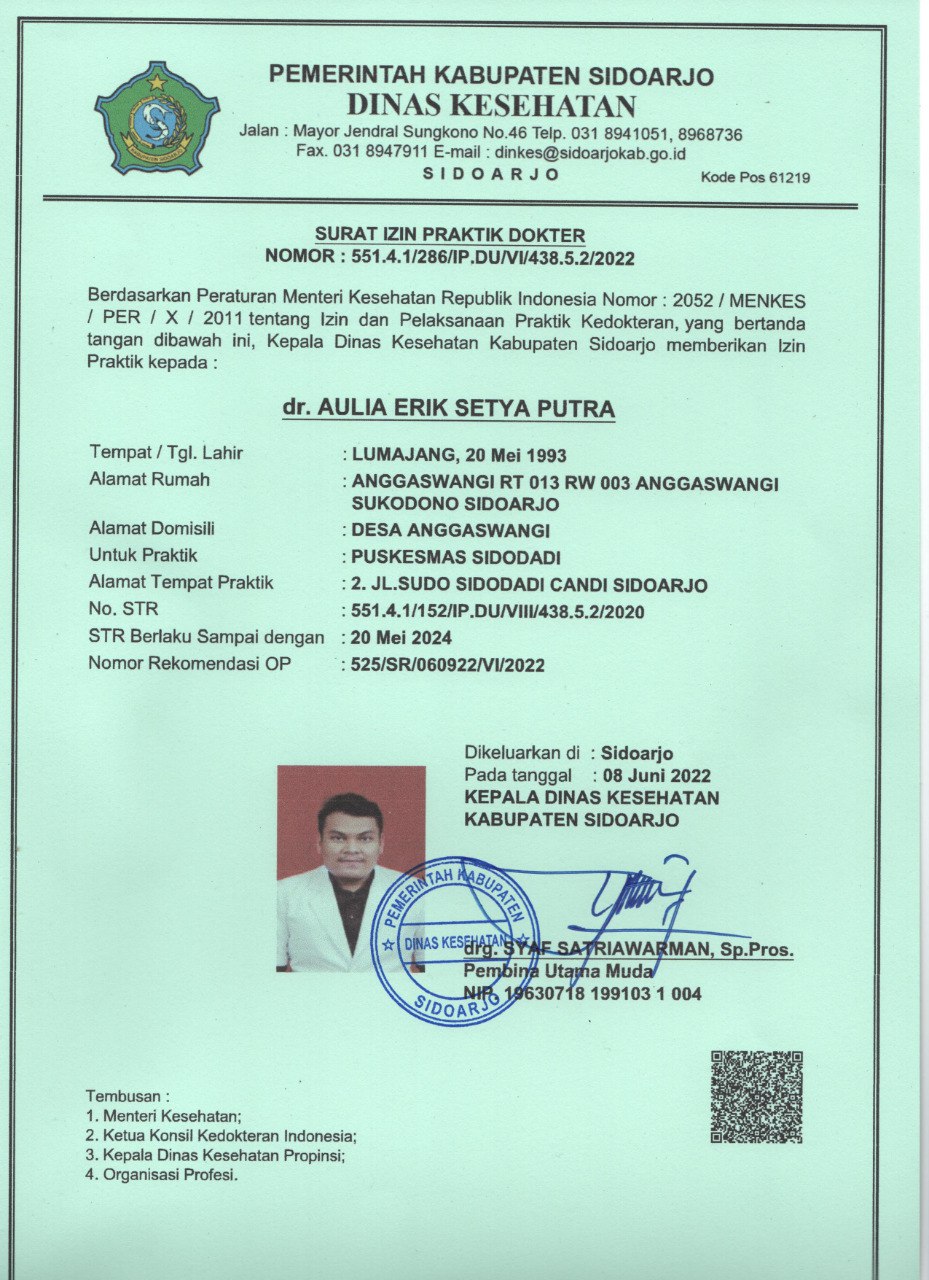 PEMERINTAH KABUPATEN SIDOARJO
DINAS KESEHATAN
Jalan : Mayor Jendral Sungkono No.46 Telp. 031 8941051, 8968736
Fax. 031 8947911 E-mail : dinkes@sidoarjokab.go.id
S I D O A R J O
Kode Pos 61219
KABUPATEN SIDOARJO
SURAT IZIN PRAKTIK DOKTER
NOMOR : 551.4.1/286/IP.DU/VI/438.5.2/2022
Berdasarkan Peraturan Menteri Kesehatan Republik Indonesia Nomor : 2052 / MENKES
/ PER / X / 2011 tentang Izin dan Pelaksanaan Praktik Kedokteran, yang bertanda
tangan dibawah ini, Kepala Dinas Kesehatan Kabupaten Sidoarjo memberikan Izin
Praktik kepada :
dr. AULIA ERIK SETYA PUTRA
Tempat / Tgl. Lahir : LUMAJANG, 20 Mei 1993
Alamat Rumah : ANGGASWANGI RT 013 RW 003 ANGGASWANGI
SUKODONO SIDOARJO
Alamat Domisili : DESA ANGGASWANGI
Untuk Praktik : PUSKESMAS SIDODADI
Alamat Tempat Praktik : 2. JL.SUDO SIDODADI CANDI SIDOARJO
No. STR : 551.4.1/152/IP.DU/VIII/438.5.2/2020
STR Berlaku Sampai dengan : 20 Mei 2024
Nomor Rekomendasi OP : 525/SR/060922/VI/2022
Dikeluarkan di : Sidoarjo
Pada tanggal : 08 Juni 2022
KEPALA DINAS KESEHATAN
KABUPATEN SIDOARJO
PEMERINTAH KABUPATEN
DINAS KESEHATAN
SIDOARJO
drg. SYAF SATRIAWARMAN, Sp.Pros.
Pembina Utama Muda
NIP. 19630718 199103 1 004
Tembusan :
1. Menteri Kesehatan;
2. Ketua Konsil Kedokteran Indonesia;
3. Kepala Dinas Kesehatan Propinsi;
4. Organisasi Profesi.